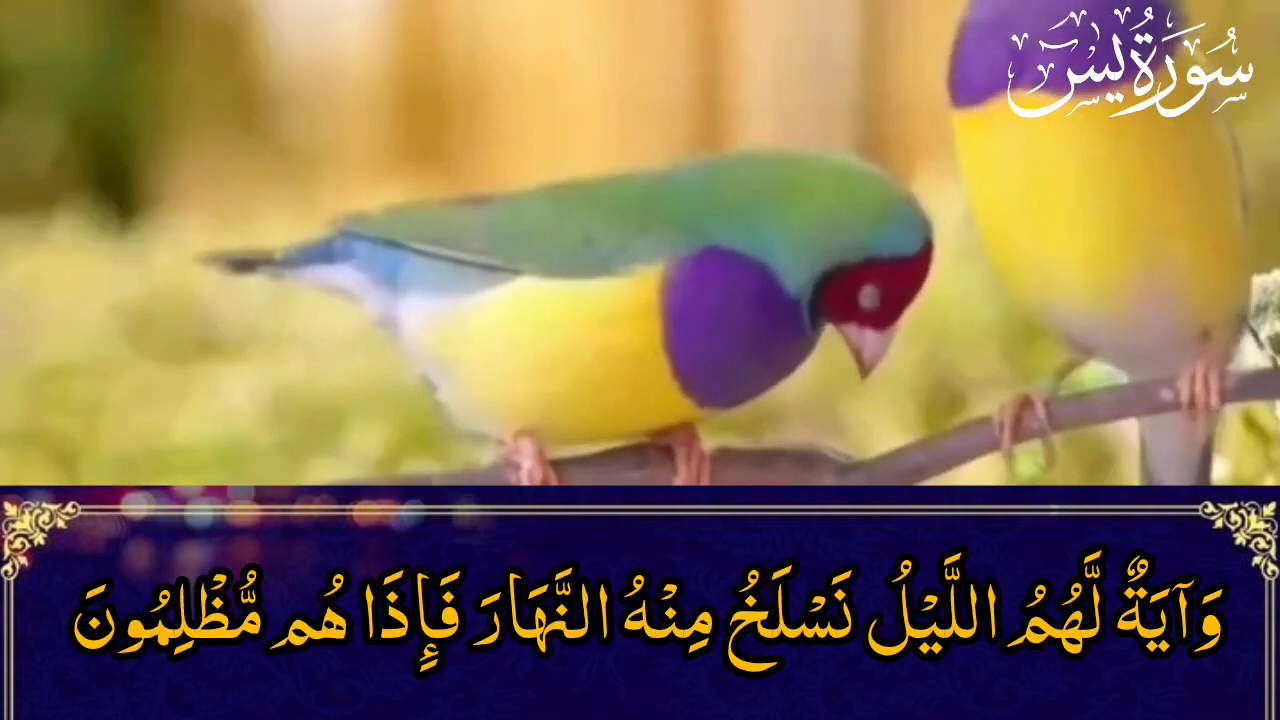 سُورَةُ يسٓ
وَآيَةٌ لَّهُمُ اللَّيْلُ نَسْلَخُ مِنْهُ النَّهَارَ فَإِذَا هُم مُّظْلِمُونَ